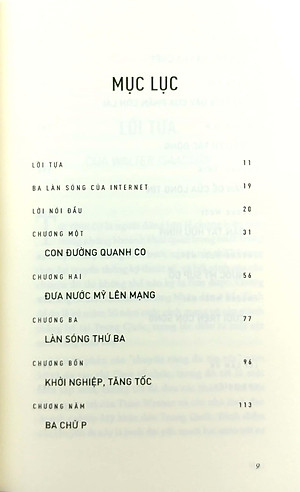 MỤC LỤC
LỜI TỰA 11
BA LÀN SÓNG CỦA INTERNET 19
LỜI NÓI ĐẦU 20
CHƯƠNG MỘT 31
CON ĐƯỜNG QUANH CO
CHƯƠNG HAI 56
ĐƯA NƯỚC MỸ LÊN MẠNG
CHƯƠNG BA 77
LÀN SÓNG THỨ BA
CHƯƠNG BỐN 96
KHỞI NGHIỆP, TĂNG TỐC
CHƯƠNG NĂM 113
BA CHỮ P
9